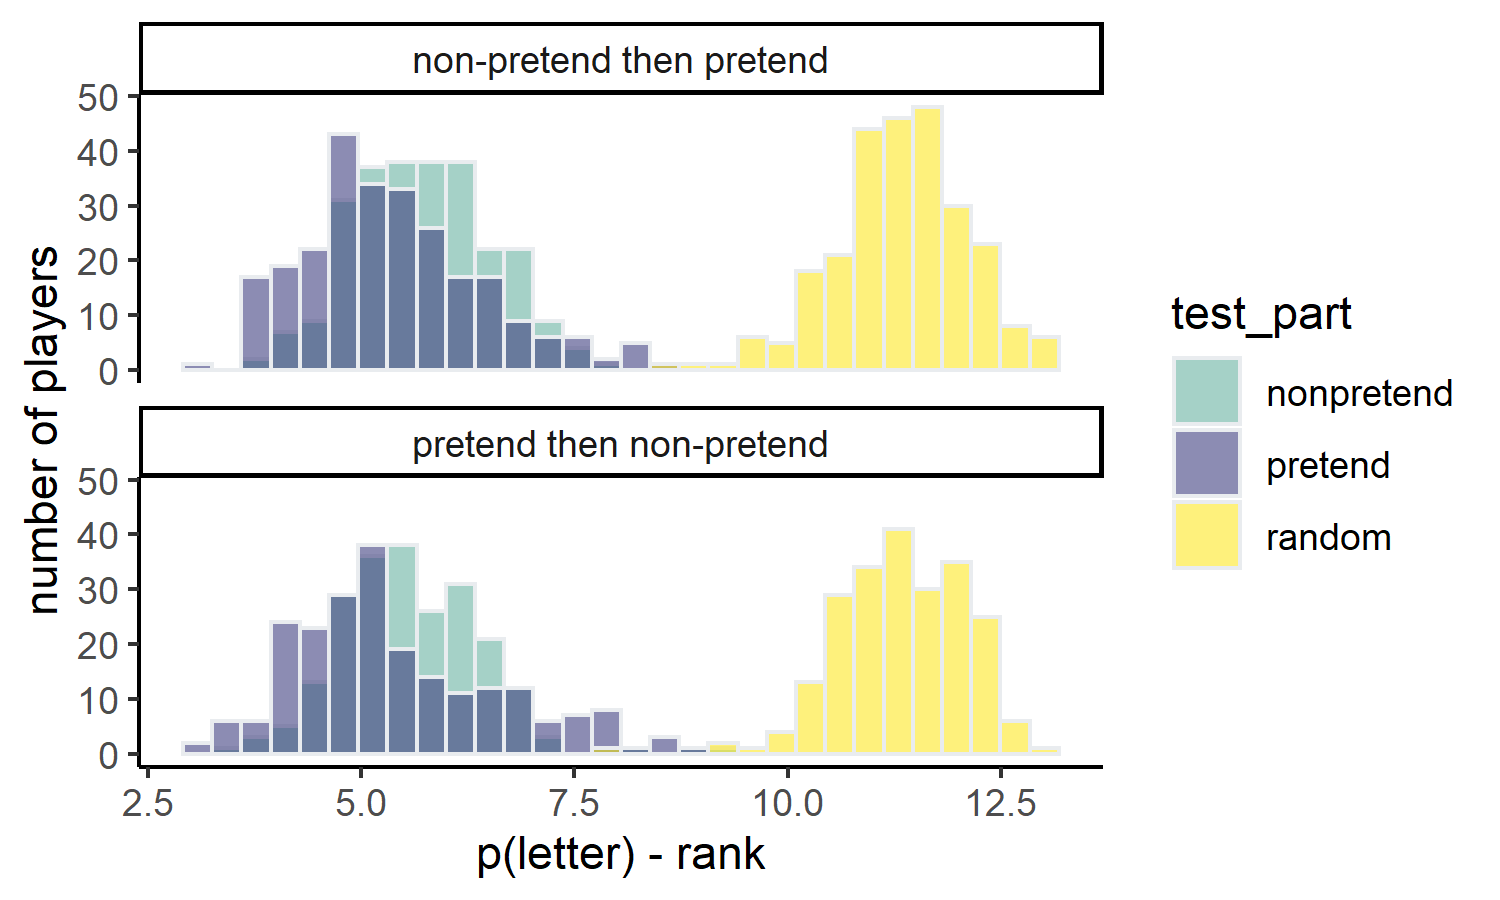 non-pretend then pretend
50
40
30
20
10
0
pretend then non-pretend
50
40
30
20
10
0
number of players
2.5 5.0 7.5 10.0 12.5
p(letter) - rank
test_part
nonpretend
pretend
random